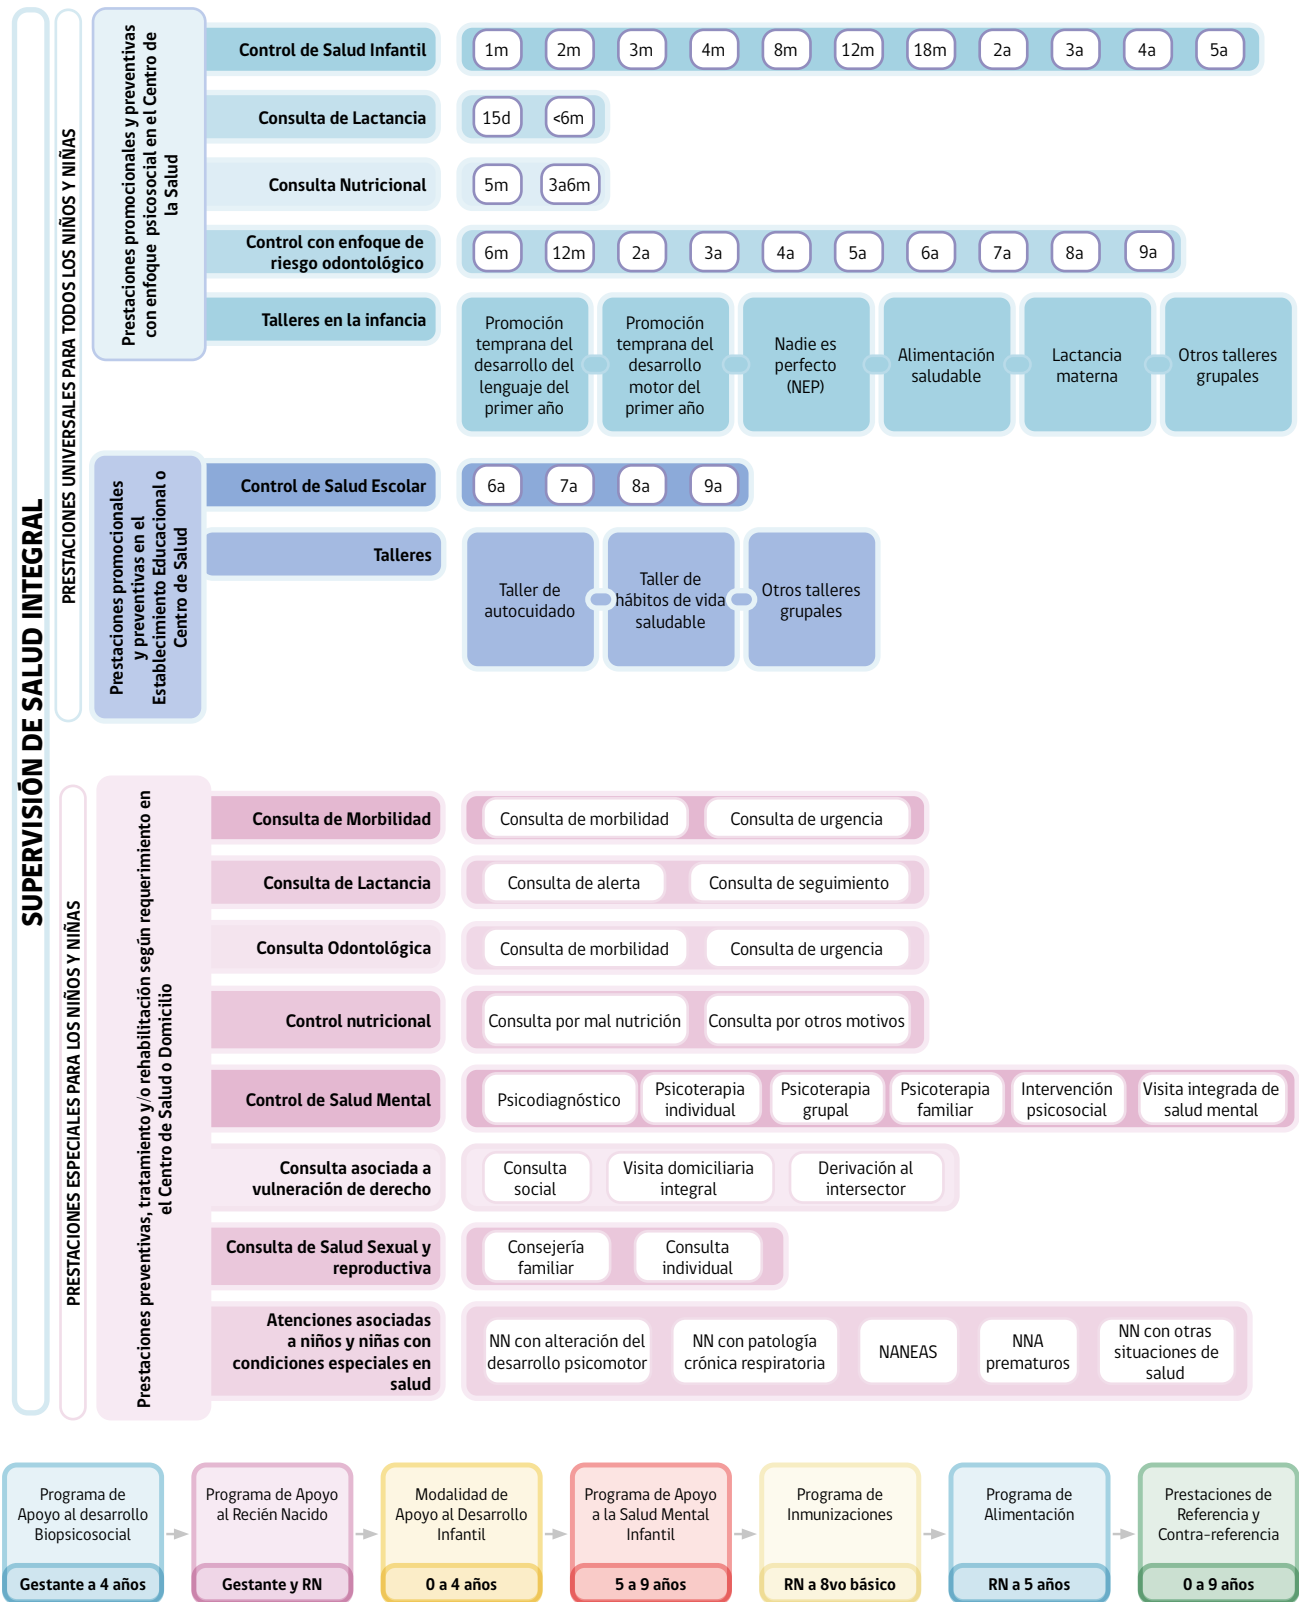 SUPERVISIÓN DE SALUD INTEGRAL
PRESTACIONES UNIVERSALES PARA TODOS LOS NIÑOS Y NIÑAS
Prestaciones promocionales y preventivas
con enfoque psicosocial en el Centro de
la Salud
Control de Salud Infantil
1m
2m
3m
4m
8m
12m
18m
2a
3a
4a
5a
Consulta de Lactancia
15d
<6m
Consulta Nutricional
5m
3a6m
Control con enfoque de
riesgo odontológico
6m
12m
2a
3a
4a
5a
6a
7a
8a
9a
Talleres en la infancia
Promoción
temprana del
desarrollo del
lenguaje del
primer año
Promoción
temprana del
desarrollo
motor del
primer año
Nadie es
perfecto
(NEP)
Alimentación
saludable
Lactancia
materna
Otros talleres
grupales
Prestaciones promocionales
y preventivas en el
Establecimiento Educacional o
Centro de Salud
Control de Salud Escolar
6a
7a
8a
9a
Talleres
Taller de
autocuidado
Taller de
hábitos de vida
saludable
Otros talleres
grupales
PRESTACIONES ESPECIALES PARA LOS NIÑOS Y NIÑAS
Prestaciones preventivas, tratamiento y/o rehabilitación según requerimiento en
el Centro de Salud o Domicilio
Consulta de Morbilidad
Consulta de morbilidad
Consulta de urgencia
Consulta de Lactancia
Consulta de alerta
Consulta de seguimiento
Consulta Odontológica
Consulta de morbilidad
Consulta de urgencia
Control nutricional
Consulta por mal nutrición
Consulta por otros motivos
Control de Salud Mental
Psicodiagnóstico
Psicoterapia
individual
Psicoterapia
grupal
Psicoterapia
familiar
Intervención
psicosocial
Visita integrada de
salud mental
Consulta asociada a
vulneración de derecho
Consulta
social
Visita domiciliaria
integral
Derivación al
intersector
Consulta de Salud Sexual y
reproductiva
Consejería
familiar
Consulta
individual
Atenciones asociadas
a niños y niñas con
condiciones especiales en
salud
NN con alteración del
desarrollo psicomotor
NN con patología
crónica respiratoria
NANEAS
NNA
prematuros
NN con otras
situaciones de
salud
Programa de
Apoyo al desarrollo
Biopsicosocial
Gestante a 4 años
Programa de Apoyo
al Recién Nacido
Gestante y RN
Modalidad de
Apoyo al Desarrollo
Infantil
0 a 4 años
Programa de Apoyo
a la Salud Mental
Infantil
5 a 9 años
Programa de
Inmunizaciones
RN a 8vo básico
Programa de
Alimentación
RN a 5 años
Prestaciones de
Referencia y
Contra-referencia
0 a 9 años